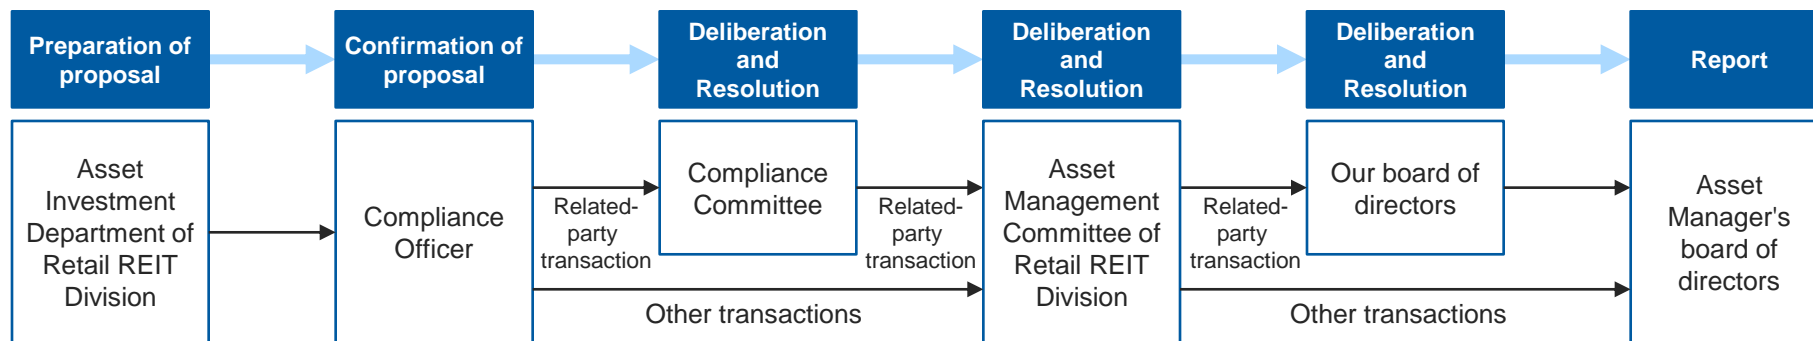 Preparation of
proposal
Confirmation of
proposal
Deliberation
and
Resolution
Deliberation
and
Resolution
Deliberation
and
Resolution
Report
Asset
Investment
Department of
Retail REIT
Division
Compliance
Officer
Related-
party
transaction
Compliance
Committee
Related-
party
transaction
Other transactions
Asset
Management
Committee of
Retail REIT
Division
Related-
party
transaction
Our board of
directors
Other transactions
Asset
Manager's
board of
directors